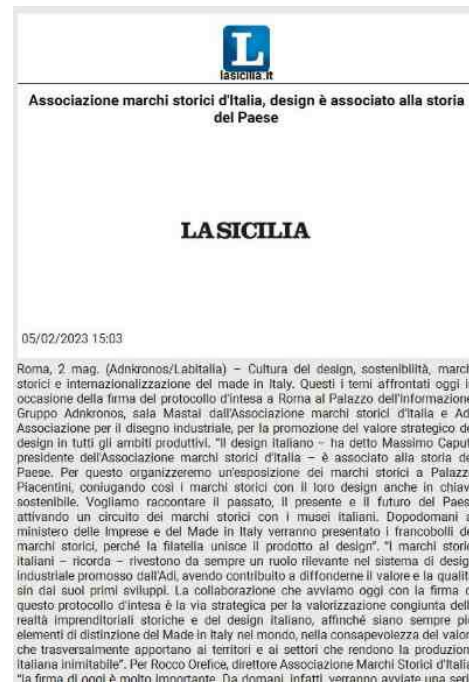 L
lasicilia.it
Associazione marchi storici d'Italia, design è associato alla storia
del Paese
LA SICILIA
05/02/2023 15:03
Roma, 2 mag. (Adnkronos/Labitalia) – Cultura del design, sostenibilità, march
storici e internazionalizzazione del made in Italy. Questi i temi affrontati oggi i
occasione della firma del protocollo d'intesa a Roma al Palazzo dell'Informazione
Gruppo Adnkronos, sala Mastai dall'Associazione marchi storici d'Italia e Ad
Associazione per il disegno industriale, per la promozione del valore strategico de
design in tutti gli ambiti produttivi. "Il design italiano – ha detto Massimo Caput
presidente dell'Associazione marchi storici d'Italia – è associato alla storia de
Paese. Per questo organizzeremo un'esposizione dei marchi storici a Palazz
Piacentini, coniugando così i marchi storici con il loro design anche in chiav
sostenibile. Vogliamo raccontare il passato, il presente e il futuro del Paes
attivando un circuito dei marchi storici con i musei italiani. Dopodomani a
ministero delle Imprese e del Made in Italy verranno presentato i francobolli de
marchi storici, perché la filatelia unisce il prodotto al design". "I marchi storic
italiani – ricorda – rivestono da sempre un ruolo rilevante nel sistema di desig
industriale promosso dall'Adi, avendo contribuito a diffonderne il valore e la qualit
sin dai suoi primi sviluppi. La collaborazione che avviamo oggi con la firma d
questo protocollo d'intesa è la via strategica per la valorizzazione congiunta dell
realtà imprenditoriali storiche e del design italiano, affinché siano sempre più
elementi di distinzione del Made in Italy nel mondo, nella consapevolezza del valor
che trasversalmente apportano ai territori e ai settori che rendono la produzion
italiana inimitabile". Per Rocco Orefice, direttore Associazione Marchi Storici d'Italia
"la firma di oggi è molto importante. Da domani, infatti, verranno avviate una seri